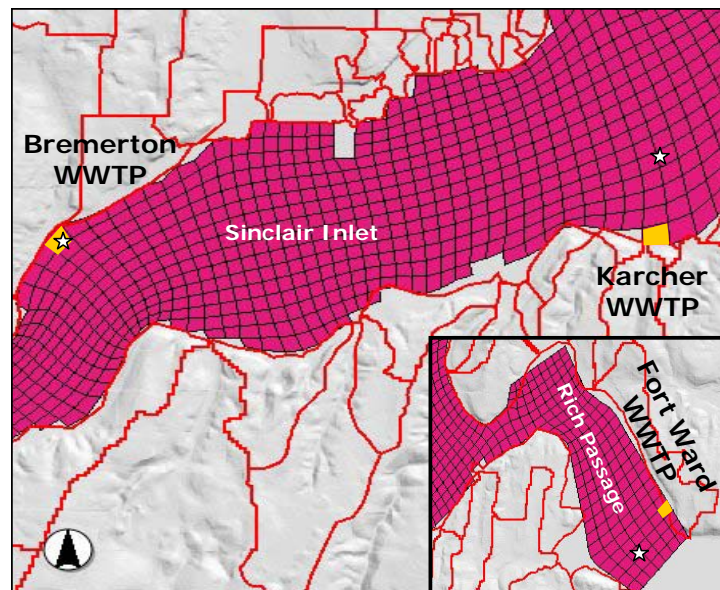 Bremerton
WWTP
Sinclair Inlet
Karcher
WWTP
Rich Passage
Fort Ward
WWTP